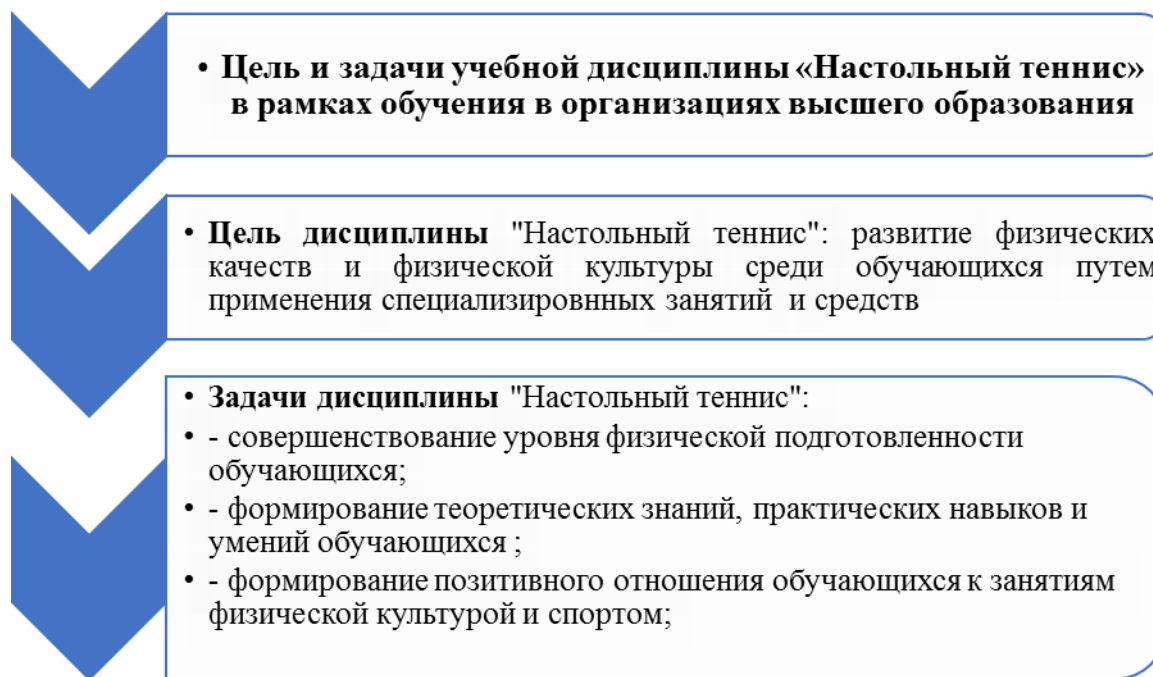 • Цель и задачи учебной дисциплины «Настольный теннис»
в рамках обучения в организациях высшего образования
• Цель дисциплины "Настольный теннис": развитие физических
качеств и физической культуры среди обучающихся путем
применения специализировнных занятий и средств
• Задачи дисциплины "Настольный теннис":
• - совершенствование уровня физической подготовленности
обучающихся;
• - формирование теоретических знаний, практических навыков и
умений обучающихся ;
• - формирование позитивного отношения обучающихся к занятиям
физической культурой и спортом;